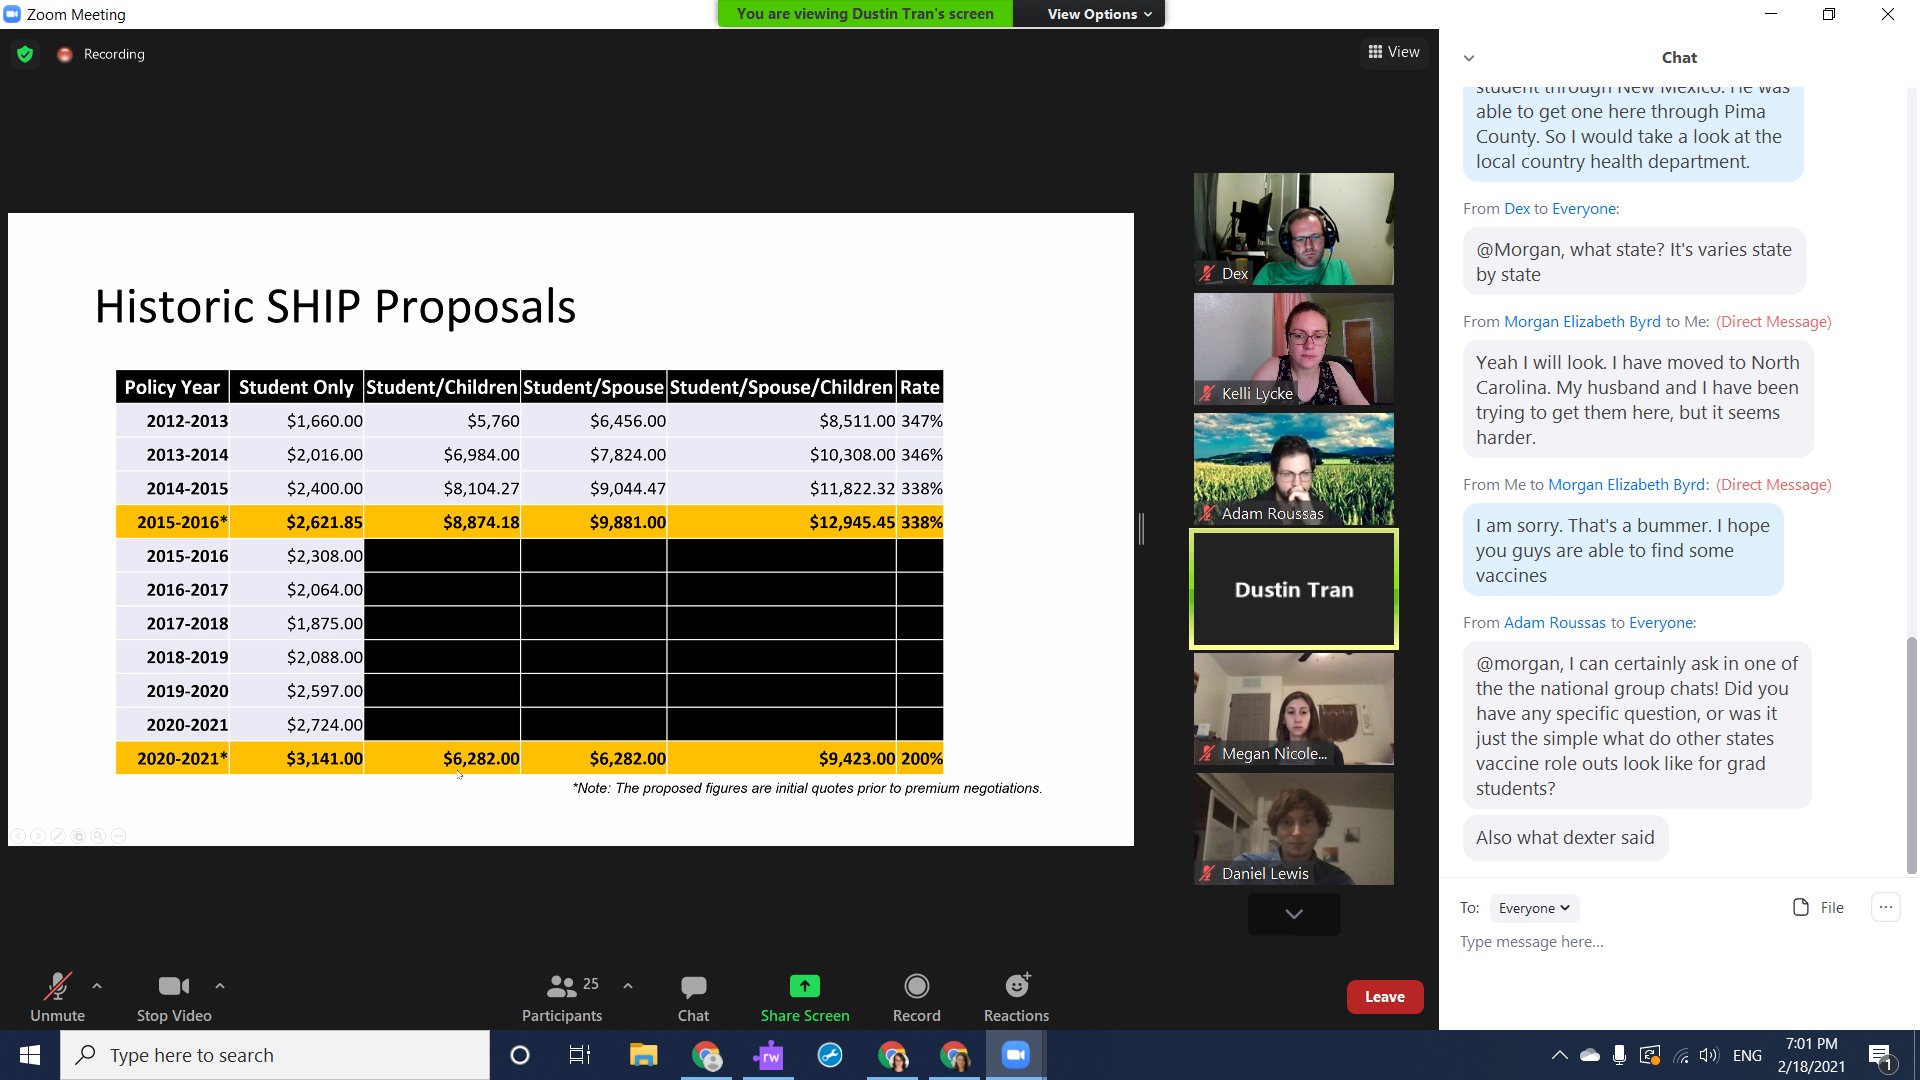 Zoom Meeting
You are viewing Dustin Tran's screen
View Options
Recording
View
Historic SHIP Proposals
Policy Year Student Only Student/Children Student/Spouse Student/Spouse/Children Rate
2012-2013 $1,660.00 $5,760 $6,456.00 $8,511.00 347%
2013-2014 $2,016.00 $6,984.00 $7,824.00 $10,308.00 346%
2014-2015 $2,400.00 $8,104.27 $9,044.47 $11,822.32 338%
2015-2016* $2,621.85 $8,874.18 $9,881.00 $12,945.45 338%
2015-2016 $2,308.00
2016-2017 $2,064.00
2017-2018 $1,875.00
2018-2019 $2,088.00
2019-2020 $2,597.00
2020-2021 $2,724.00
2020-2021* $3,141.00 $6,282.00 $6,282.00 $9,423.00 200%
*Note: The proposed figures are initial quotes prior to premium negotiations.
Dex
Kelli Lycke
Adam Roussas
Dustin Tran
Megan Nicole...
Daniel Lewis
Chat
student through New Mexico. He was
able to get one here through Pima
County. So I would take a look at the
local country health department.
From Dex to Everyone:
@Morgan, what state? It's varies state
by state
From Morgan Elizabeth Byrd to Me: (Direct Message)
Yeah I will look. I have moved to North
Carolina. My husband and I have been
trying to get them here, but it seems
harder.
From Me to Morgan Elizabeth Byrd: (Direct Message)
I am sorry. That's a bummer. I hope
you guys are able to find some
vaccines
From Adam Roussas to Everyone:
@morgan, I can certainly ask in one of
the the national group chats! Did you
have any specific question, or was it
just the simple what do other states
vaccine role outs look like for grad
students?
Also what dexter said
To: Everyone File
Type message here...
Unmute
Stop Video
25
Participants
Chat
Share Screen
Record
Reactions
Leave
Type here to search
rw
ENG
7:01 PM
2/18/2021
1